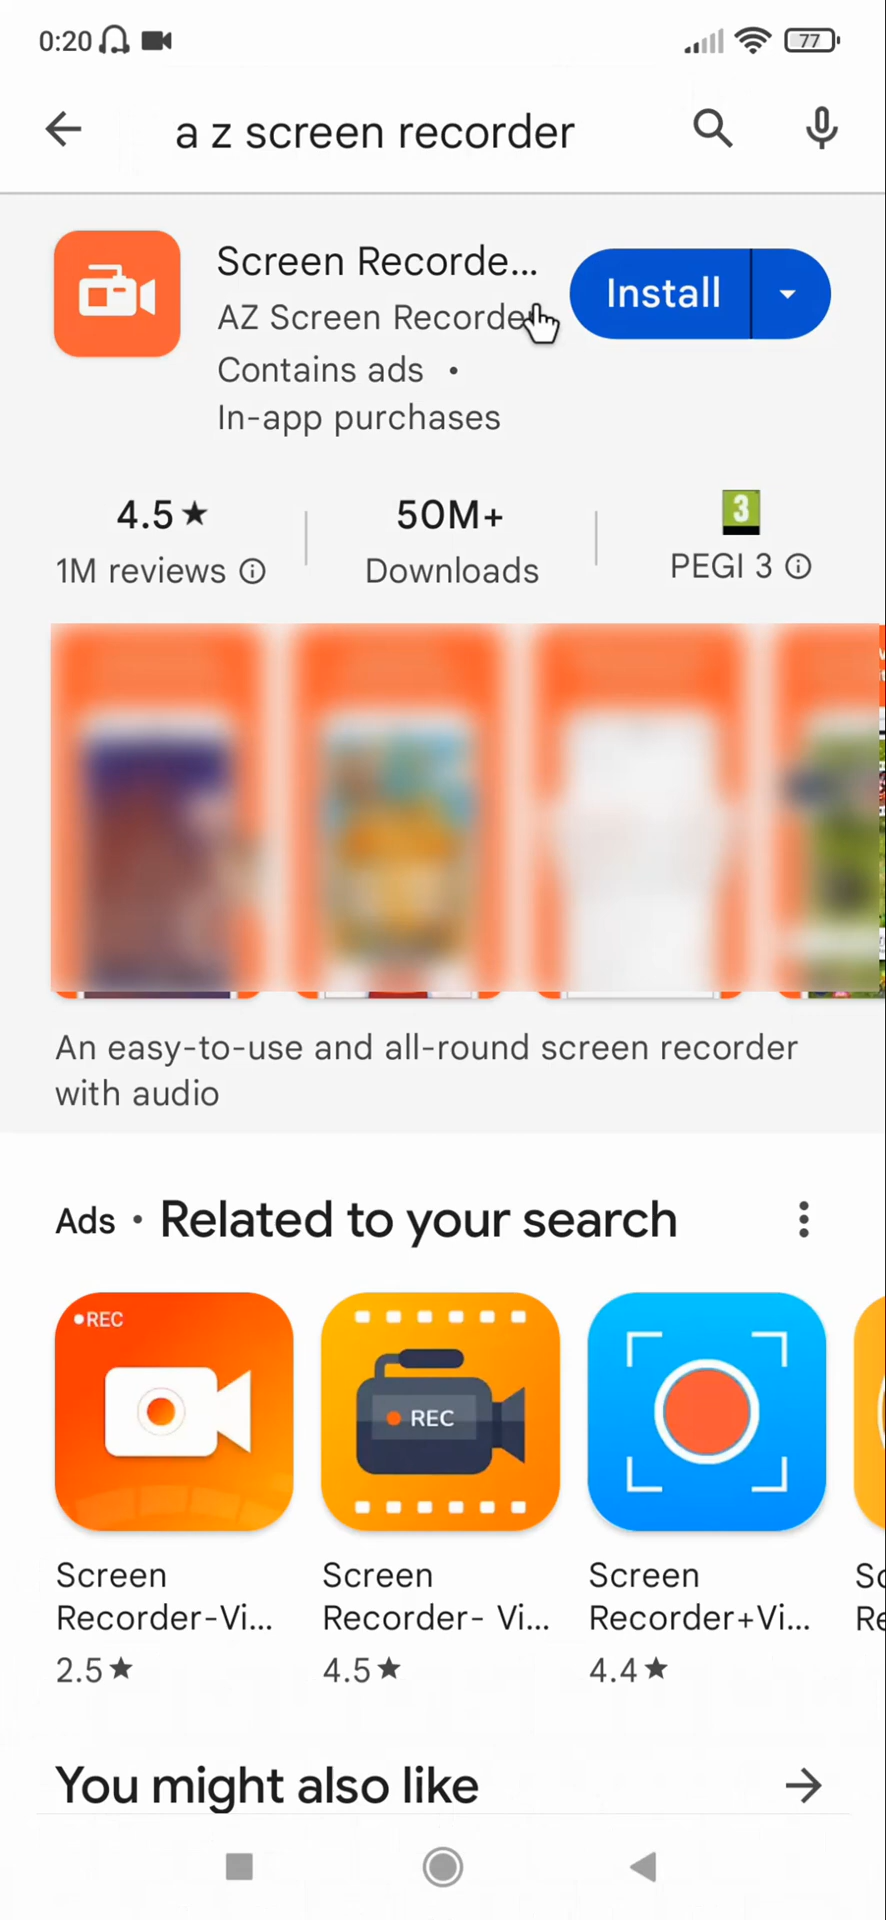 0:20
77
a z screen recorder
Screen Recorde...
Install
AZ Screen Recorde
Contains ads •
In-app purchases
4.5★
50M+
3
1M reviews
Downloads
PEGI 3
An easy-to-use and all-round screen recorder
with audio
Ads • Related to your search
REC
REC
Screen
Recorder-Vi...
2.5★
Screen
Recorder- Vi...
4.5★
Screen
Recorder+Vi...
4.4★
You might also like